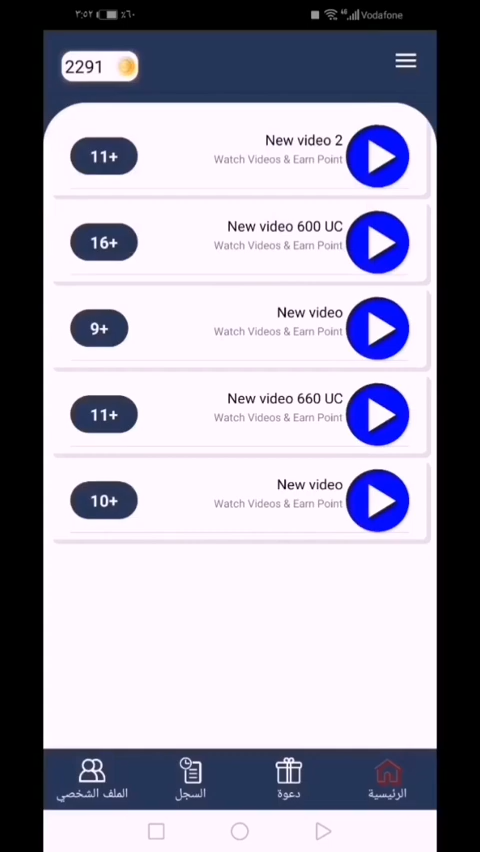 ٣:٥٢ ٪٦٠ 4G Vodafone
2291
New video 2
Watch Videos & Earn Point
11+
New video 600 UC
Watch Videos & Earn Point
16+
New video
Watch Videos & Earn Point
9+
New video 660 UC
Watch Videos & Earn Point
11+
New video
Watch Videos & Earn Point
10+
الرئيسية
دعوة
السجل
الملف الشخصي